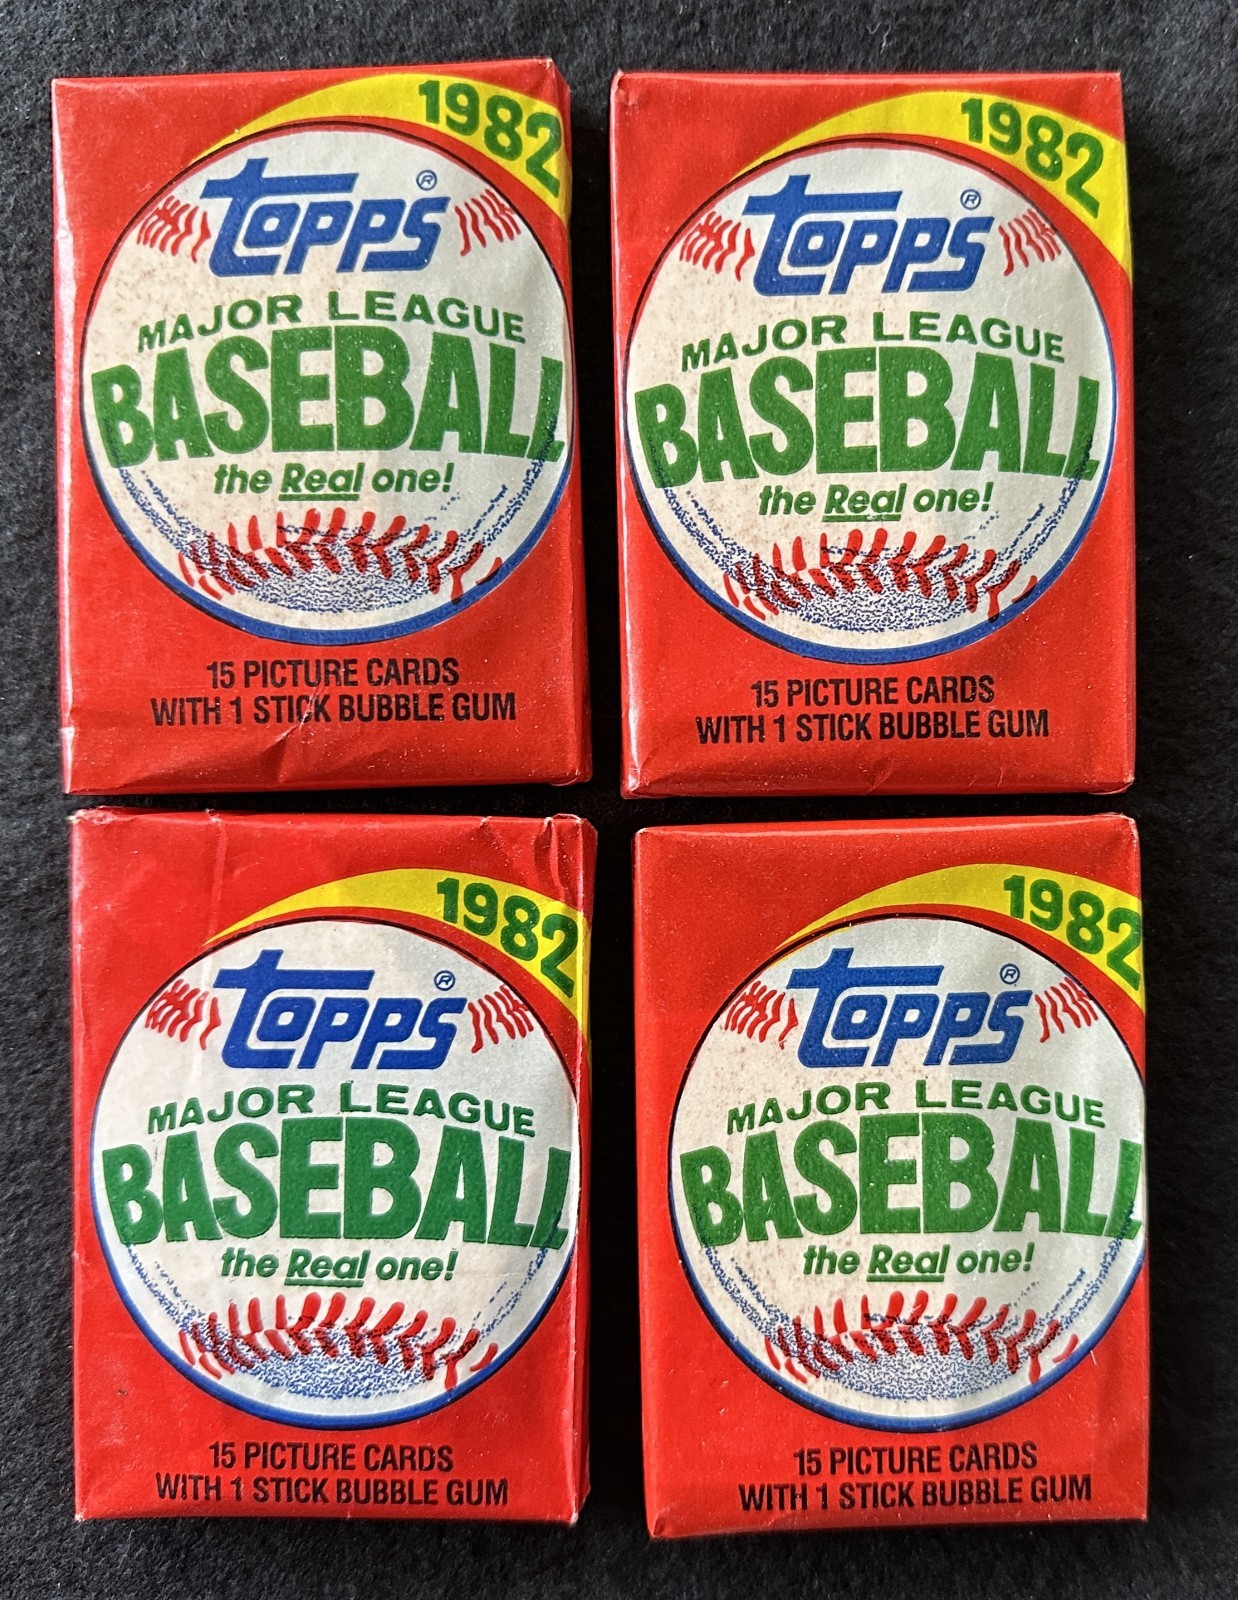 1982
Topps®
MAJOR LEAGUE
BASEBALL
the Real one!
15 PICTURE CARDS
WITH 1 STICK BUBBLE GUM
1982
Topps®
MAJOR LEAGUE
BASEBALL
the Real one!
15 PICTURE CARDS
WITH 1 STICK BUBBLE GUM
1982
Topps®
MAJOR LEAGUE
BASEBALL
the Real one!
15 PICTURE CARDS
WITH 1 STICK BUBBLE GUM
1982
Topps®
MAJOR LEAGUE
BASEBALL
the Real one!
15 PICTURE CARDS
WITH 1 STICK BUBBLE GUM